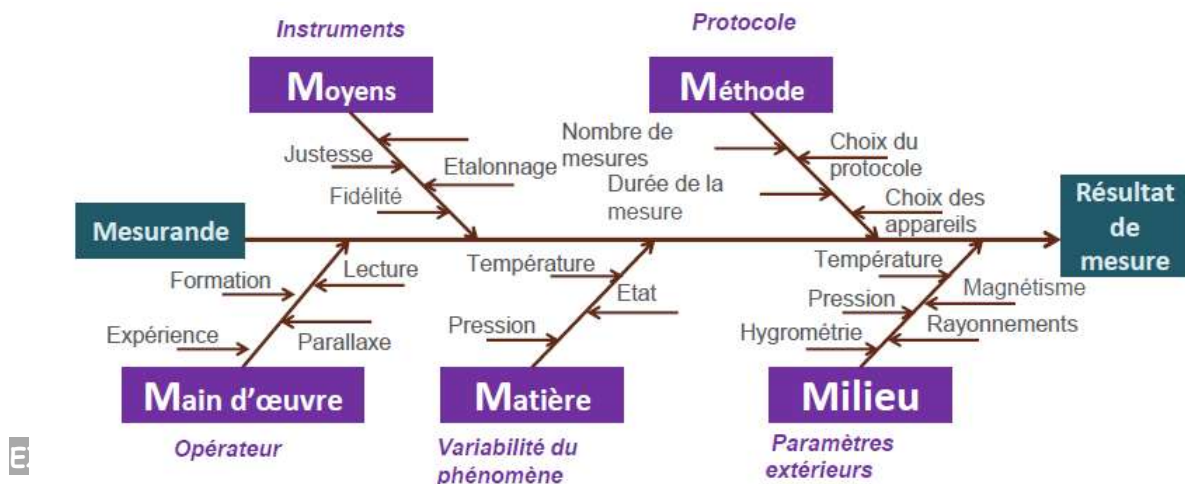 Instruments
Protocole
Moyens
Méthode
Nombre de
mesures
Justesse
Etalonnage
Choix du
protocole
Durée de la
mesure
Fidélité
Choix des
appareils
Mesurande
Résultat
de
mesure
Formation
Lecture
Température
Température
Etat
Magnétisme
Pression
Expérience
Parallaxe
Pression
Hygrométrie
Rayonnements
Main d'œuvre
Matière
Milieu
Opérateur
Variabilité du
phénomène
Paramètres
extérieurs